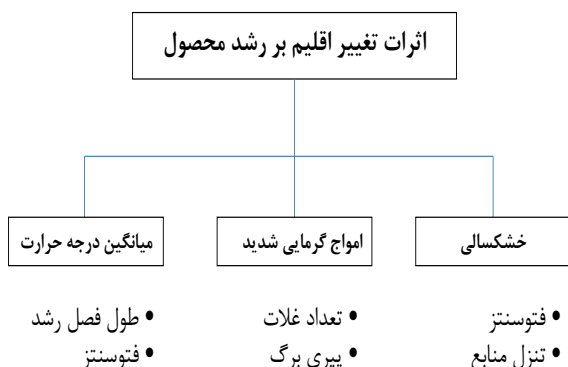 اثرات تغییر اقلیم بر رشد محصول
خشکسالی
• فتوسنتز
• تنزل منابع
امواج گرمایی شدید
• تعداد غلات
• پیری برگ
میانگین درجه حرارت
• طول فصل رشد
• فتوسنتز